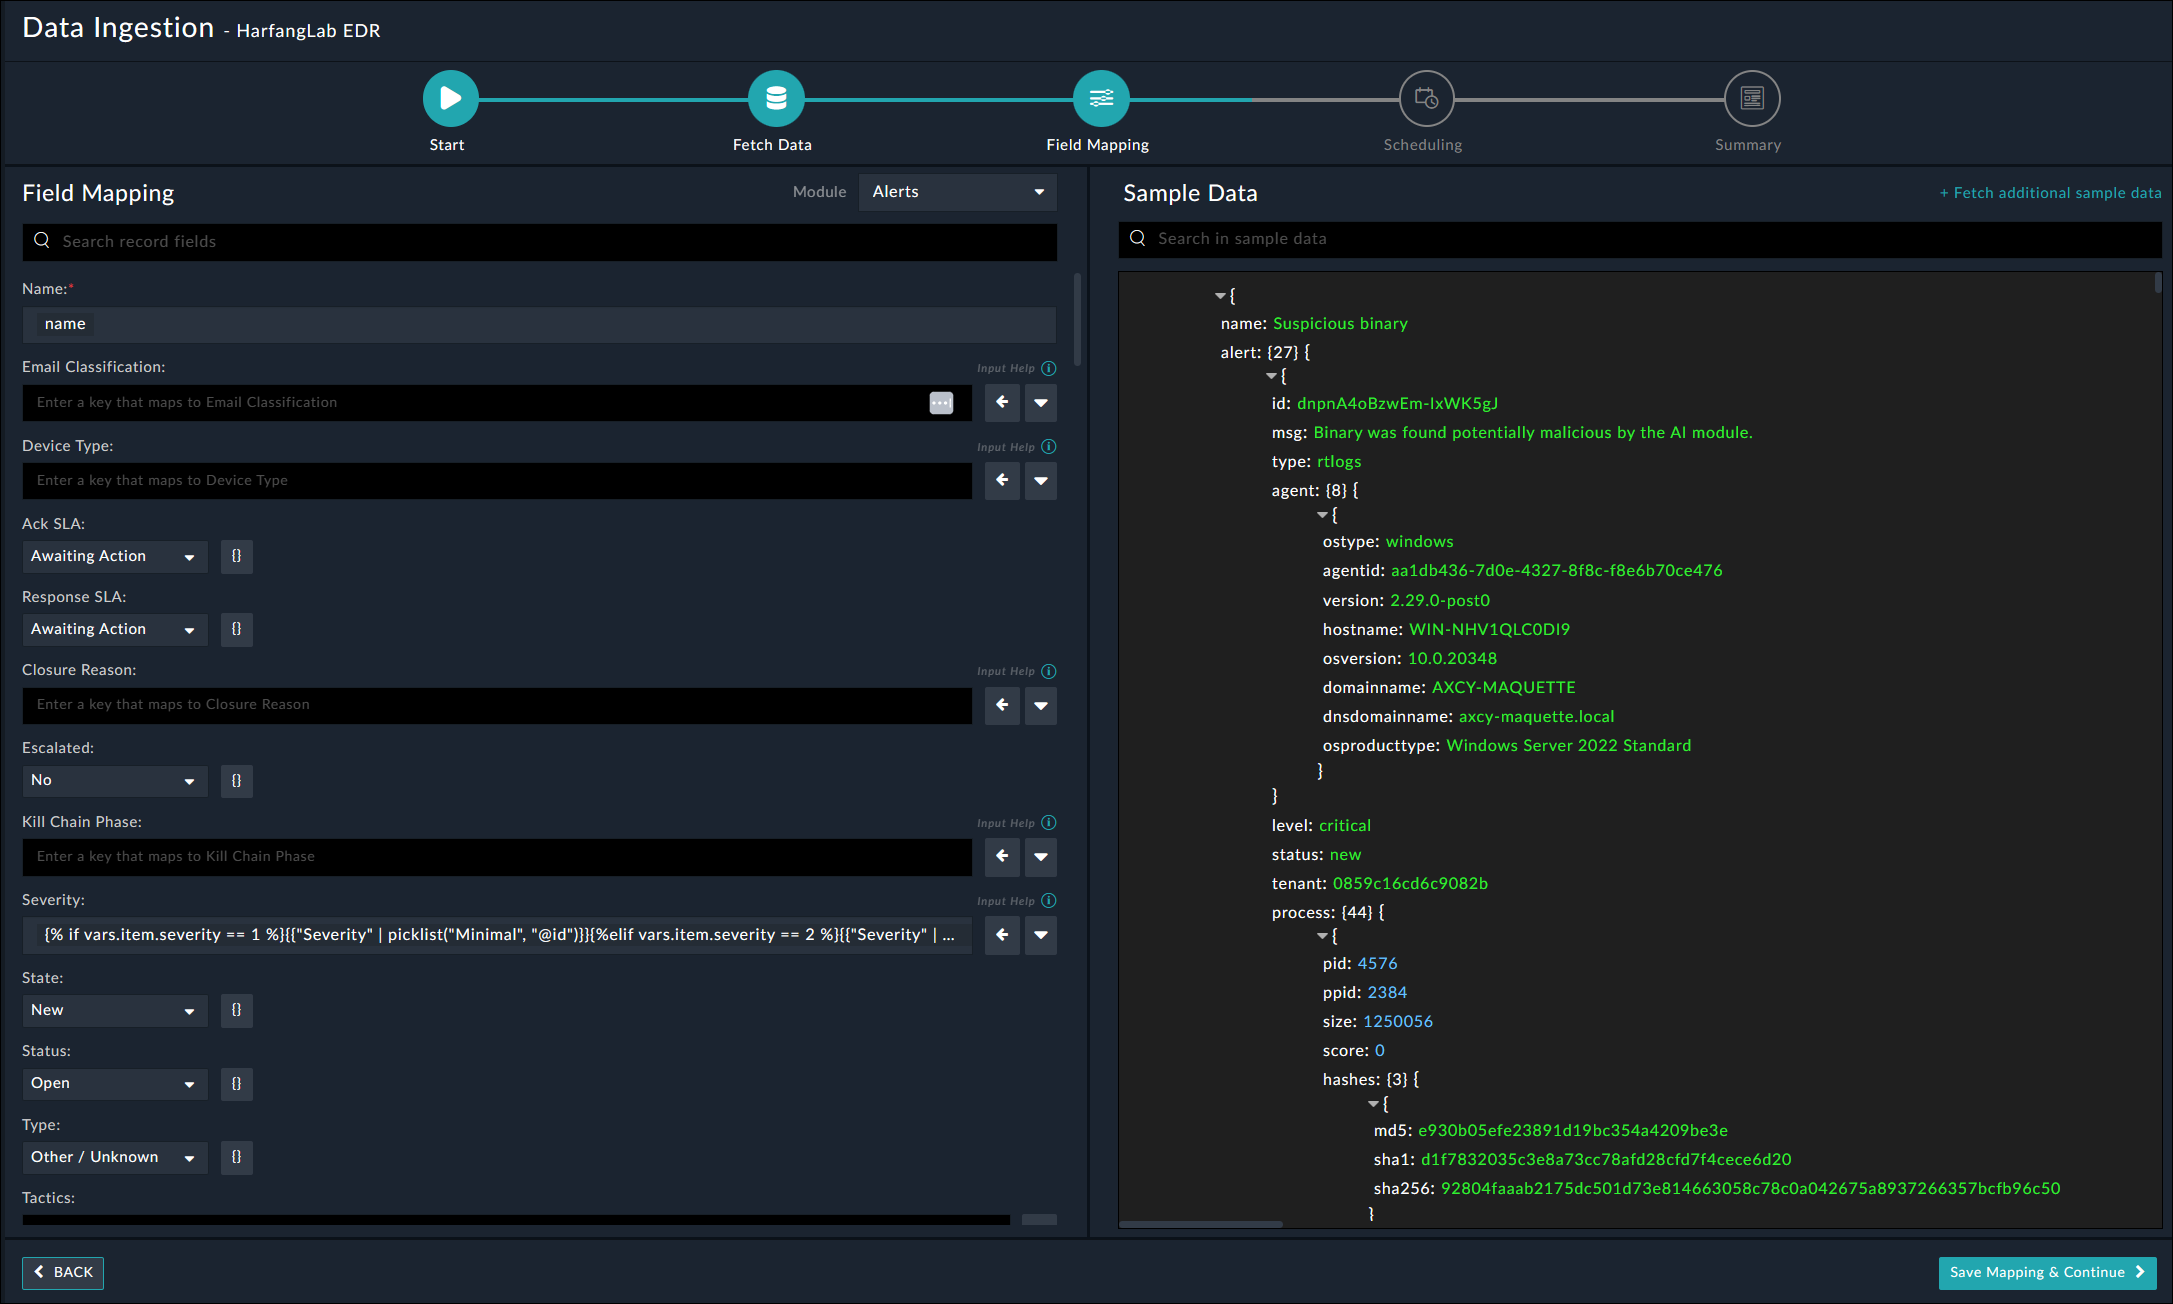 Data Ingestion - HarfangLab EDR
Start
Fetch Data
Field Mapping
Scheduling
Summary
Field Mapping
Module
Alerts
Search record fields
Name:*
name
Email Classification:
Input Help
Enter a key that maps to Email Classification
Device Type:
Input Help
Enter a key that maps to Device Type
Ack SLA:
Awaiting Action
{}
Response SLA:
Awaiting Action
{}
Closure Reason:
Input Help
Enter a key that maps to Closure Reason
Escalated:
No
{}
Kill Chain Phase:
Input Help
Enter a key that maps to Kill Chain Phase
Severity:
Input Help
{% if vars.item.severity == 1 %}{{"Severity" | picklist("Minimal", "@id")}}{%elif vars.item.severity == 2 %}{{"Severity" | ...
State:
New
{}
Status:
Open
{}
Type:
Other / Unknown
{}
Tactics:
Sample Data
+ Fetch additional sample data
Search in sample data
{
name: Suspicious binary
alert: {27} {
{
id: dnpnA4oBzwEm-IxWK5gJ
msg: Binary was found potentially malicious by the AI module.
type: rtlogs
agent: {8} {
{
ostype: windows
agentid: aa1db436-7d0e-4327-8f8c-f8e6b70ce476
version: 2.29.0-post0
hostname: WIN-NHV1QLC0DI9
osversion: 10.0.20348
domainname: AXCY-MAQUETTE
dnsdomainname: axcy-maquette.local
osproducttype: Windows Server 2022 Standard
}
}
level: critical
status: new
tenant: 0859c16cd6c9082b
process: {44} {
{
pid: 4576
ppid: 2384
size: 1250056
score: 0
hashes: {3} {
{
md5: e930b05efe23891d19bc354a4209be3e
sha1: d1f7832035c3e8a73cc78afd28cfd7f4cece6d20
sha256: 92804faaab2175dc501d73e814663058c78c0a042675a8937266357bcfb96c50
}
BACK
Save Mapping & Continue